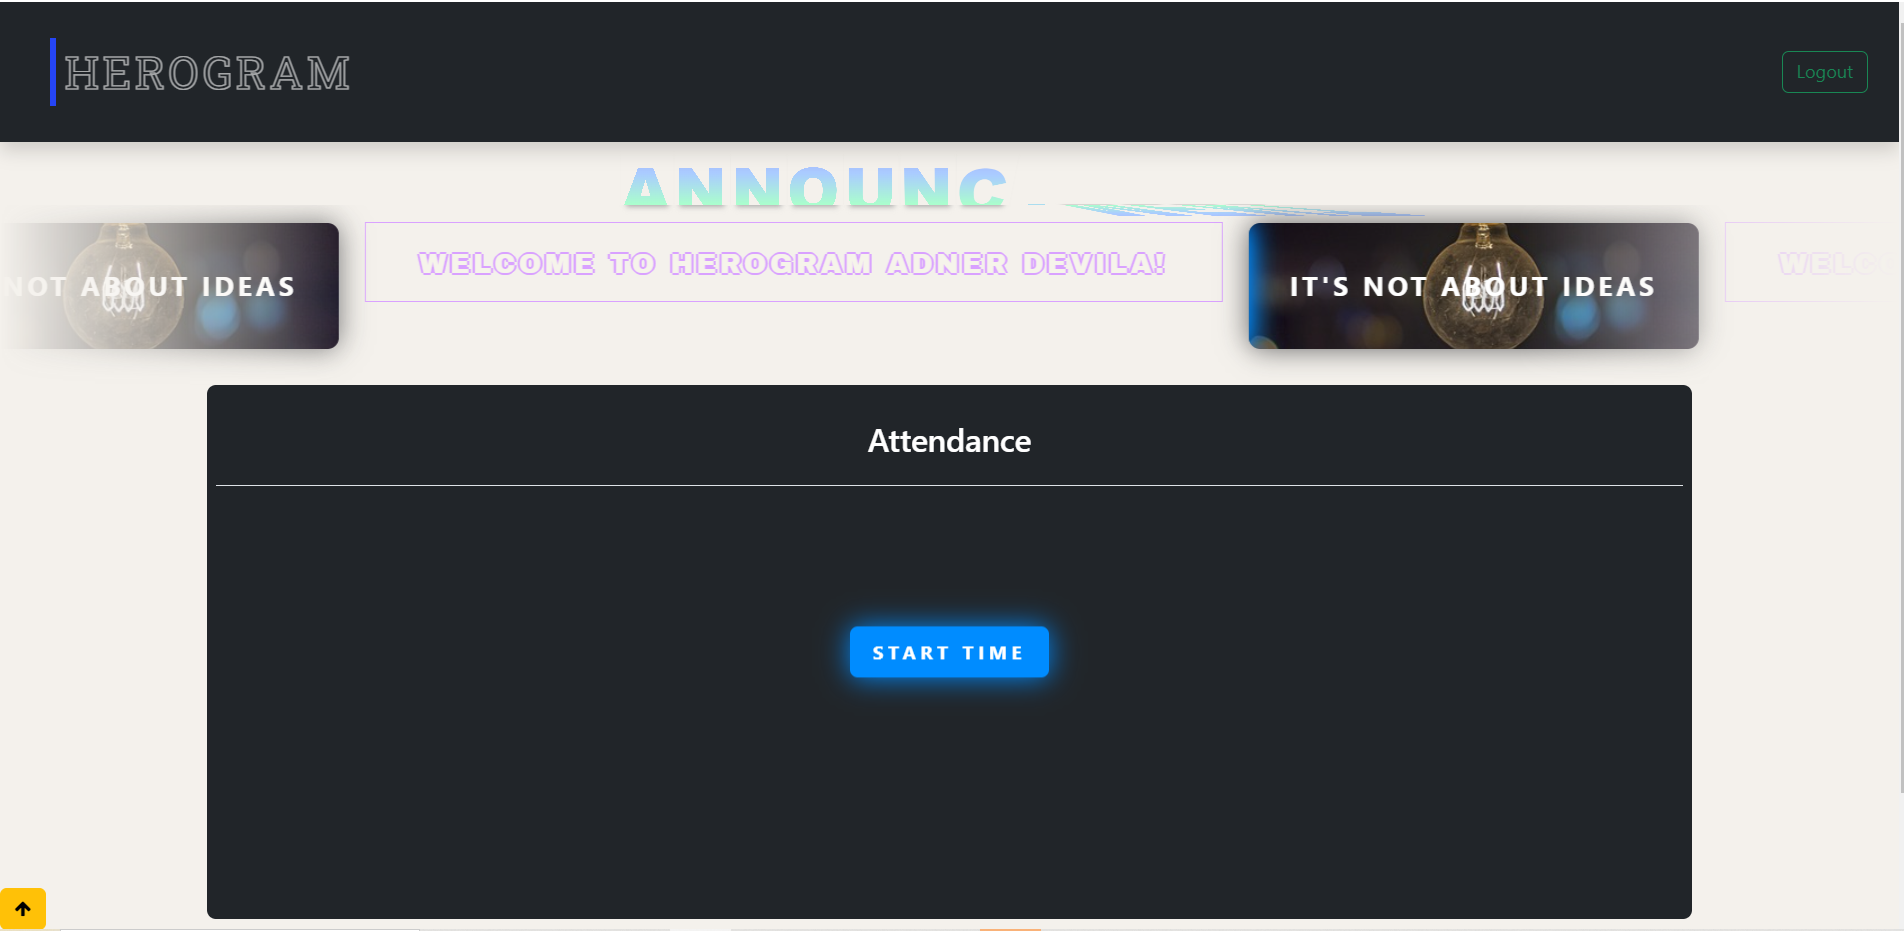 HEROGRAM
Logout
ANNOUNC
NOT ABOUT IDEAS
WELCOME TO HEROGRAM ADNER DEVILA!
IT'S NOT ABOUT IDEAS
WELC
Attendance
START TIME